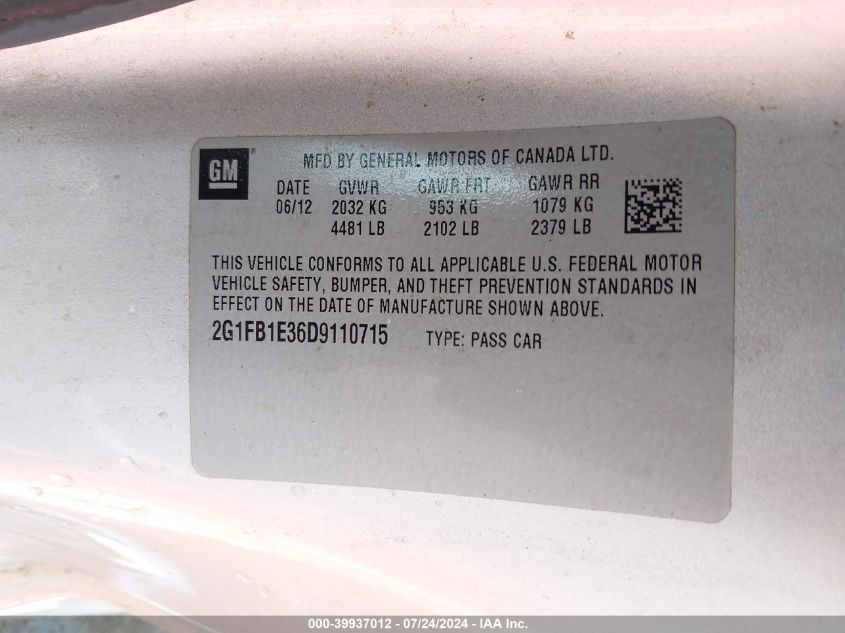 GM ® MFD BY GENERAL MOTORS OF CANADA LTD.
DATE GVWR GAWR FRT GAWR RR
06/12 2032 KG 953 KG 1079 KG
4481 LB 2102 LB 2379 LB
THIS VEHICLE CONFORMS TO ALL APPLICABLE U.S. FEDERAL MOTOR
VEHICLE SAFETY, BUMPER, AND THEFT PREVENTION STANDARDS IN
EFFECT ON THE DATE OF MANUFACTURE SHOWN ABOVE.
2G1FB1E36D9110715 TYPE: PASS CAR
000-39937012 - 07/24/2024 - IAA Inc.